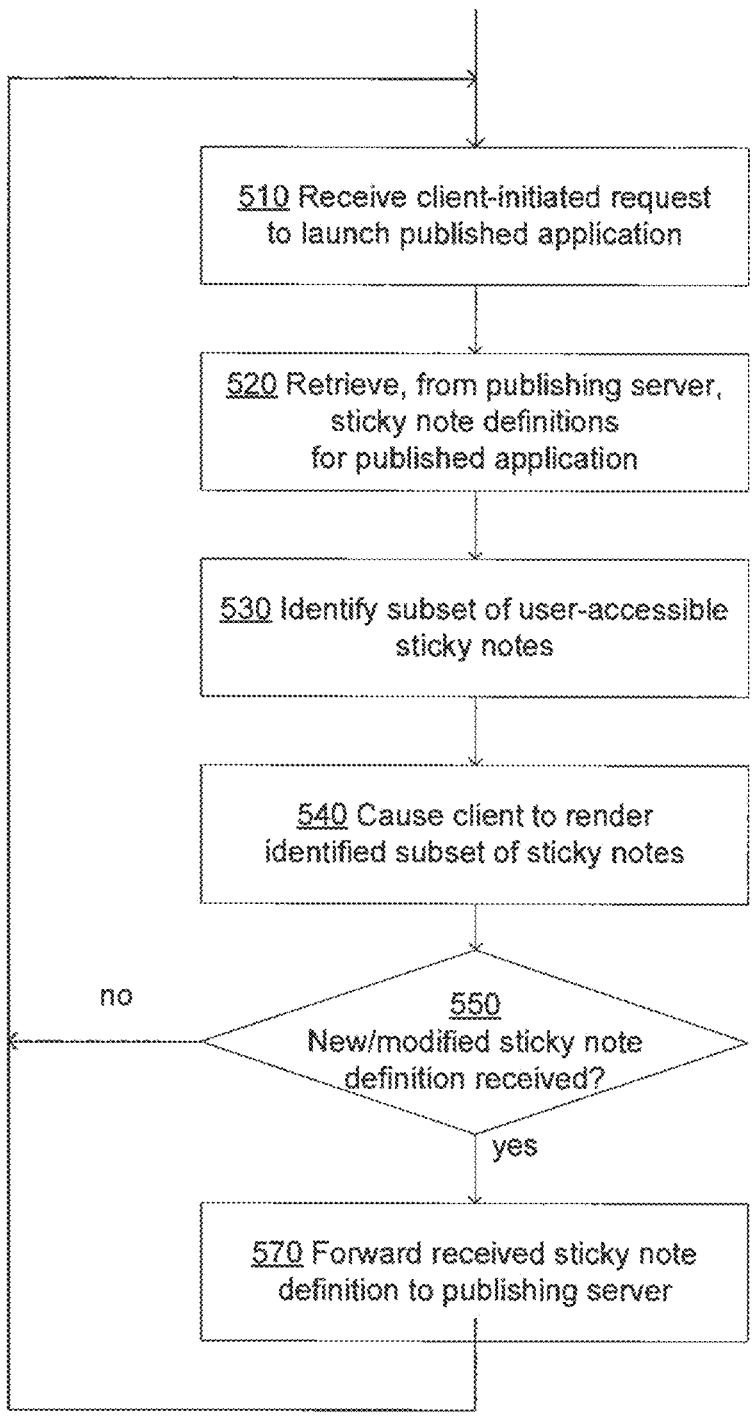 510 Receive client-initiated request
to launch published application
520 Retrieve, from publishing server,
sticky note definitions
for published application
530 Identify subset of user-accessible
sticky notes
540 Cause client to render
identified subset of sticky notes
no
550
New/modified sticky note
definition received?
yes
570 Forward received sticky note
definition to publishing server